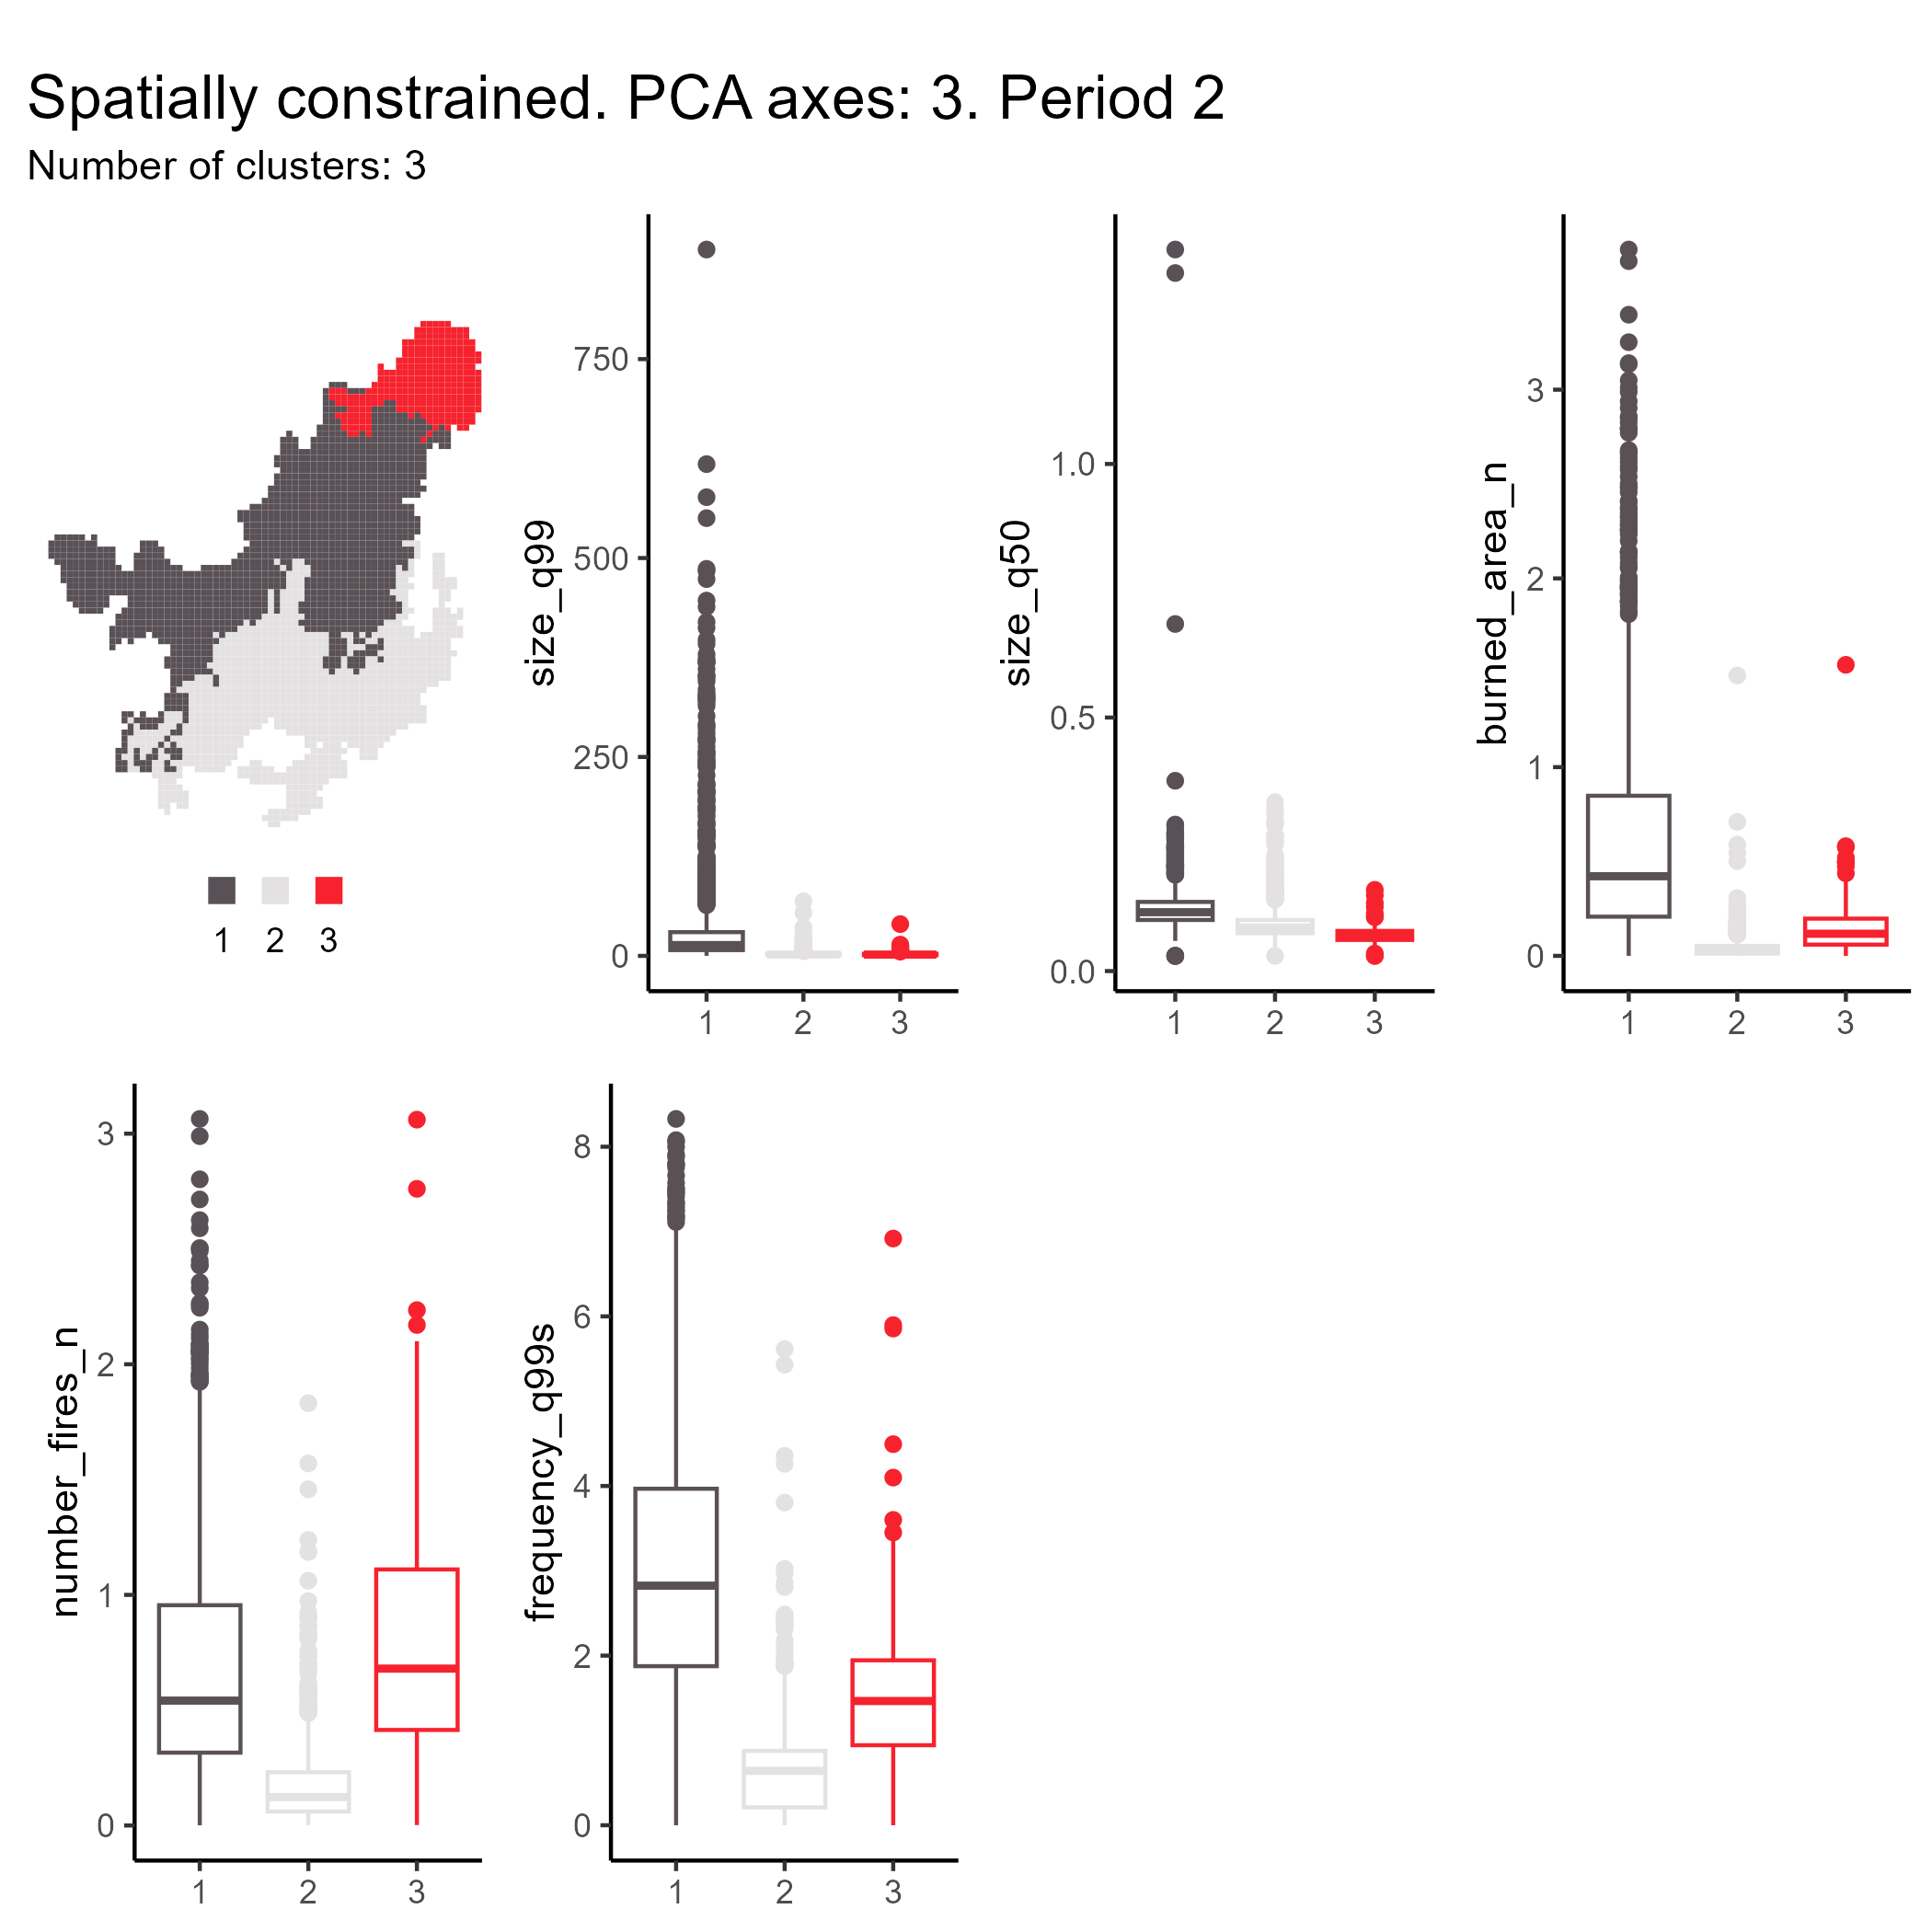 Spatially constrained. PCA axes: 3. Period 2
Number of clusters: 3
1 2 3
size_q99
750
500
250
0
1 2 3
size_q50
1.0
0.5
0.0
1 2 3
burned_area_n
3
2
1
0
1 2 3
number_fires_n
3
2
1
0
1 2 3
frequency_q99s
8
6
4
2
0
1 2 3